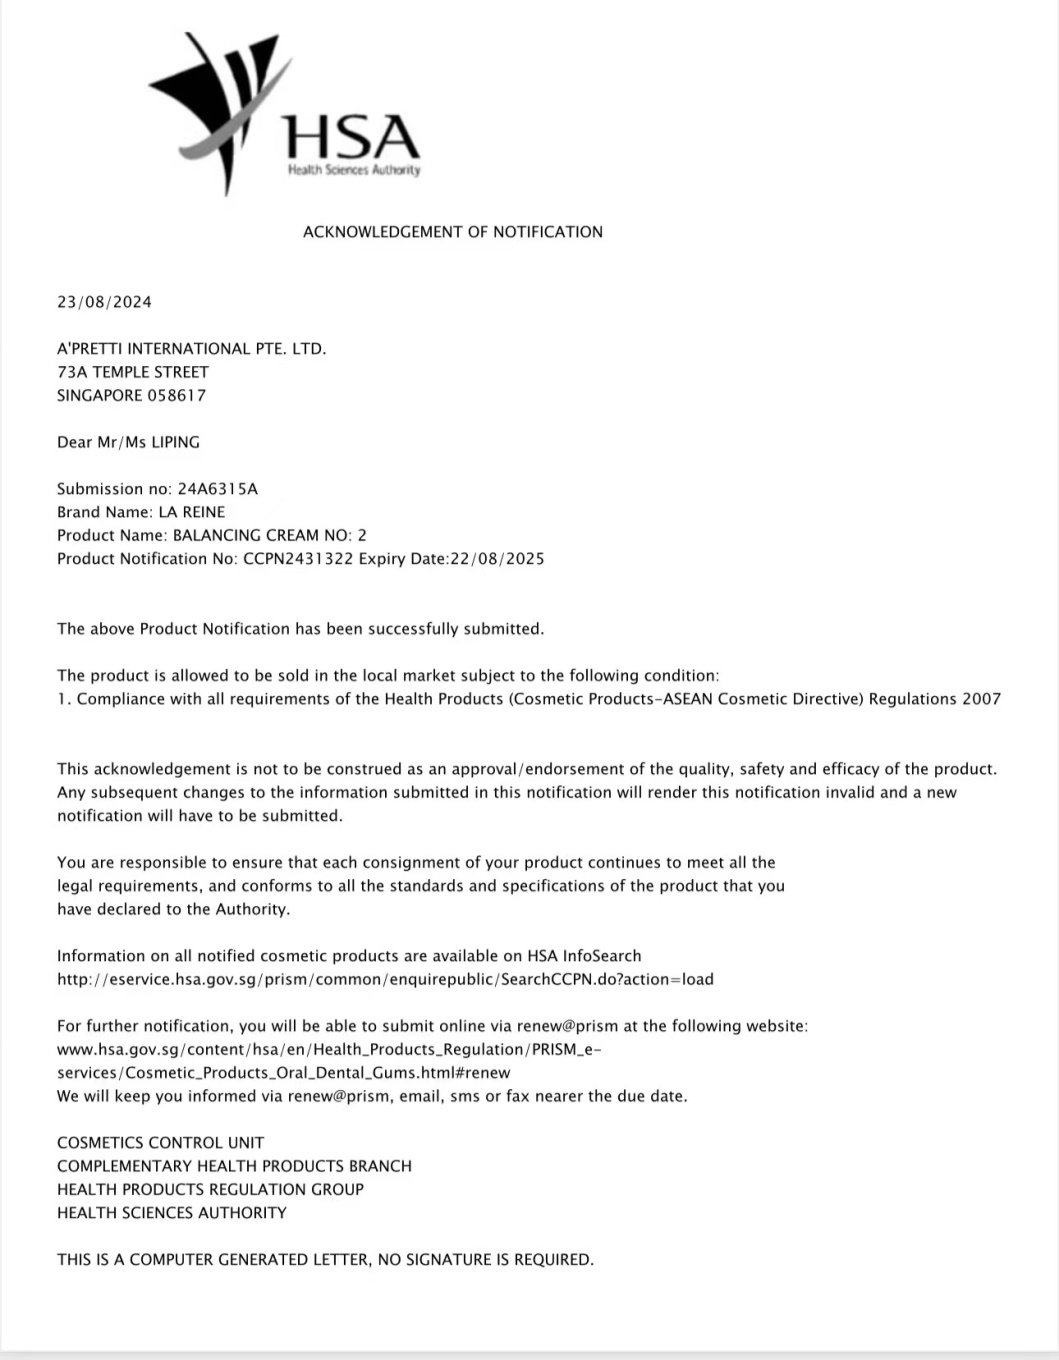 HSA
Health Sciences Authority
ACKNOWLEDGEMENT OF NOTIFICATION
23/08/2024
A'PRETTI INTERNATIONAL PTE. LTD.
73A TEMPLE STREET
SINGAPORE 058617
Dear Mr/Ms LIPING
Submission no: 24A6315A
Brand Name: LA REINE
Product Name: BALANCING CREAM NO: 2
Product Notification No: CCPN2431322 Expiry Date:22/08/2025
The above Product Notification has been successfully submitted.
The product is allowed to be sold in the local market subject to the following condition:
1. Compliance with all requirements of the Health Products (Cosmetic Products-ASEAN Cosmetic Directive) Regulations 2007
This acknowledgement is not to be construed as an approval/endorsement of the quality, safety and efficacy of the product.
Any subsequent changes to the information submitted in this notification will render this notification invalid and a new
notification will have to be submitted.
You are responsible to ensure that each consignment of your product continues to meet all the
legal requirements, and conforms to all the standards and specifications of the product that you
have declared to the Authority.
Information on all notified cosmetic products are available on HSA InfoSearch
http://eservice.hsa.gov.sg/prism/common/enquirepublic/SearchCCPN.do?action=load
For further notification, you will be able to submit online via renew@prism at the following website:
www.hsa.gov.sg/content/hsa/en/Health_Products_Regulation/PRISM_e-
services/Cosmetic_Products_Oral_Dental_Gums.html#renew
We will keep you informed via renew@prism, email, sms or fax nearer the due date.
COSMETICS CONTROL UNIT
COMPLEMENTARY HEALTH PRODUCTS BRANCH
HEALTH PRODUCTS REGULATION GROUP
HEALTH SCIENCES AUTHORITY
THIS IS A COMPUTER GENERATED LETTER, NO SIGNATURE IS REQUIRED.